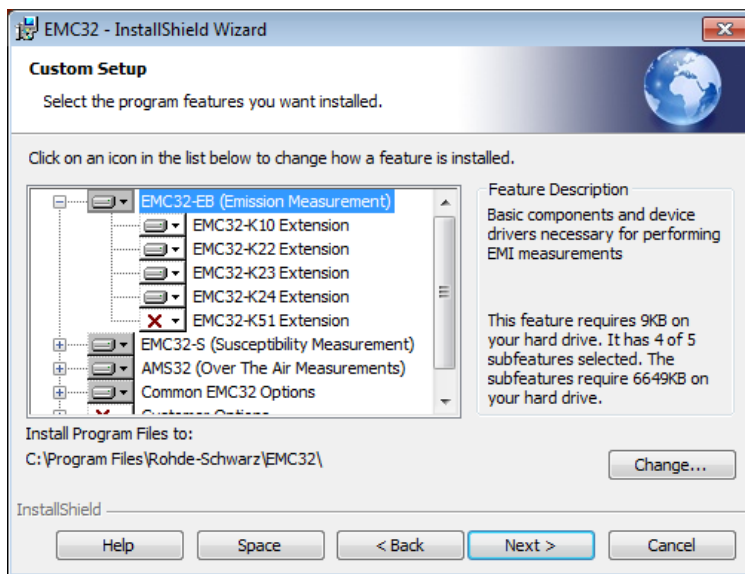 EMC32 - InstallShield Wizard
Custom Setup
Select the program features you want installed.
Click on an icon in the list below to change how a feature is installed.
EMC32-EB (Emission Measurement)
EMC32-K10 Extension
EMC32-K22 Extension
EMC32-K23 Extension
EMC32-K24 Extension
EMC32-K51 Extension
EMC32-S (Susceptibility Measurement)
AMS32 (Over The Air Measurements)
Common EMC32 Options
Customer Options
Feature Description
Basic components and device
drivers necessary for performing
EMI measurements
This feature requires 9KB on
your hard drive. It has 4 of 5
subfeatures selected. The
subfeatures require 6649KB on
your hard drive.
Install Program Files to:
C:\Program Files\Rohde-Schwarz\EMC32\
Change...
InstallShield
Help
Space
< Back
Next >
Cancel